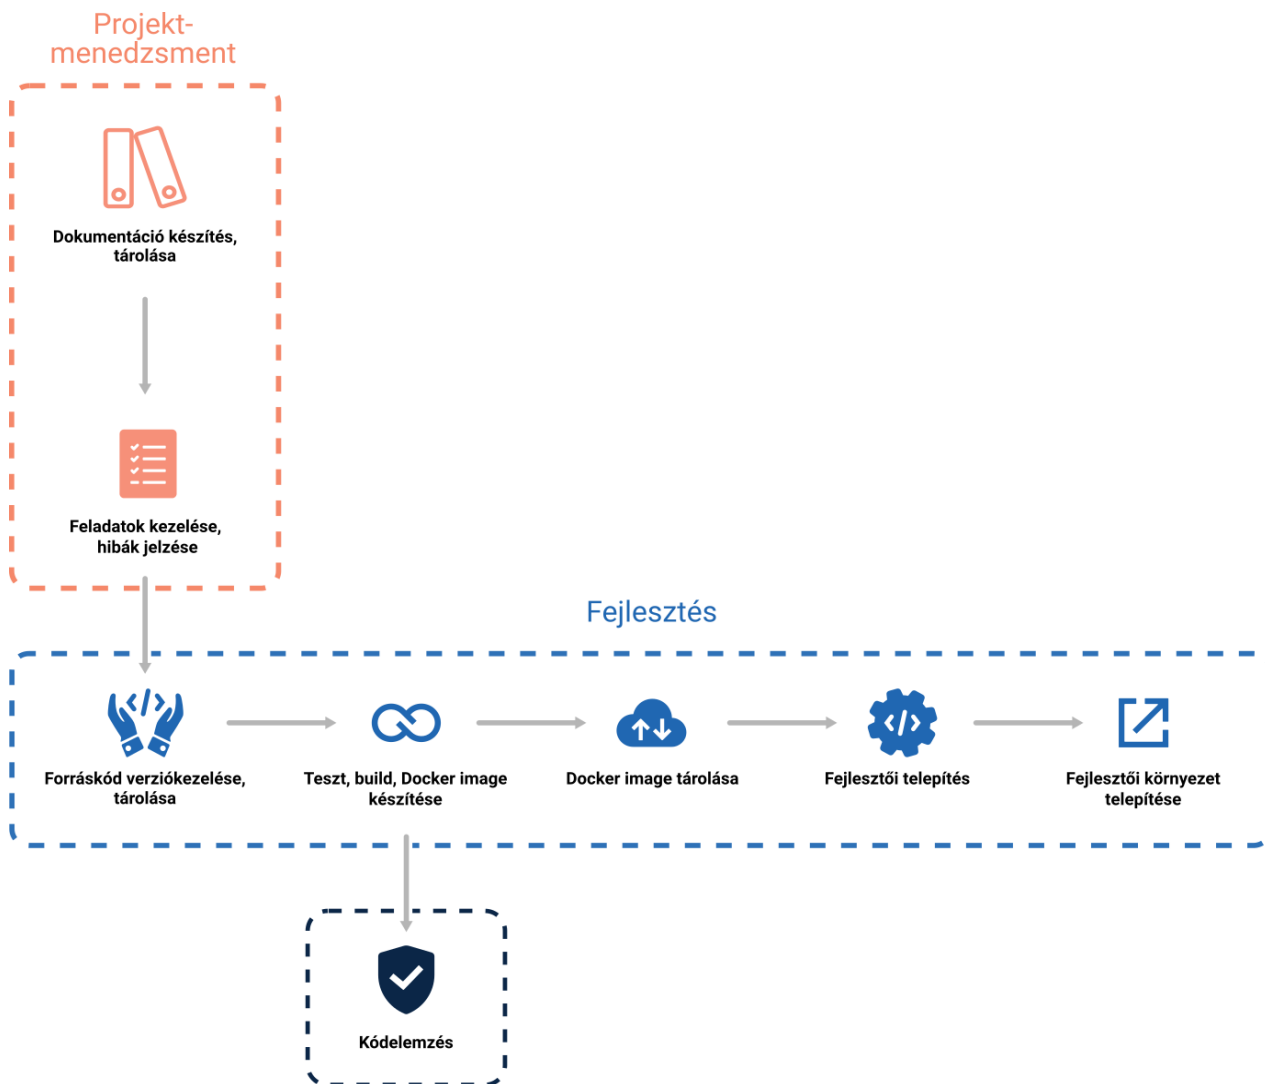 Projekt-
menedzsment
Dokumentáció készítés,
tárolása
Feladatok kezelése,
hibák jelzése
Fejlesztés
Forráskód verziókezelése,
tárolása
Teszt, build, Docker image
készítése
Docker image tárolása
Fejlesztői telepítés
Fejlesztői környezet
telepítése
Kódelemzés